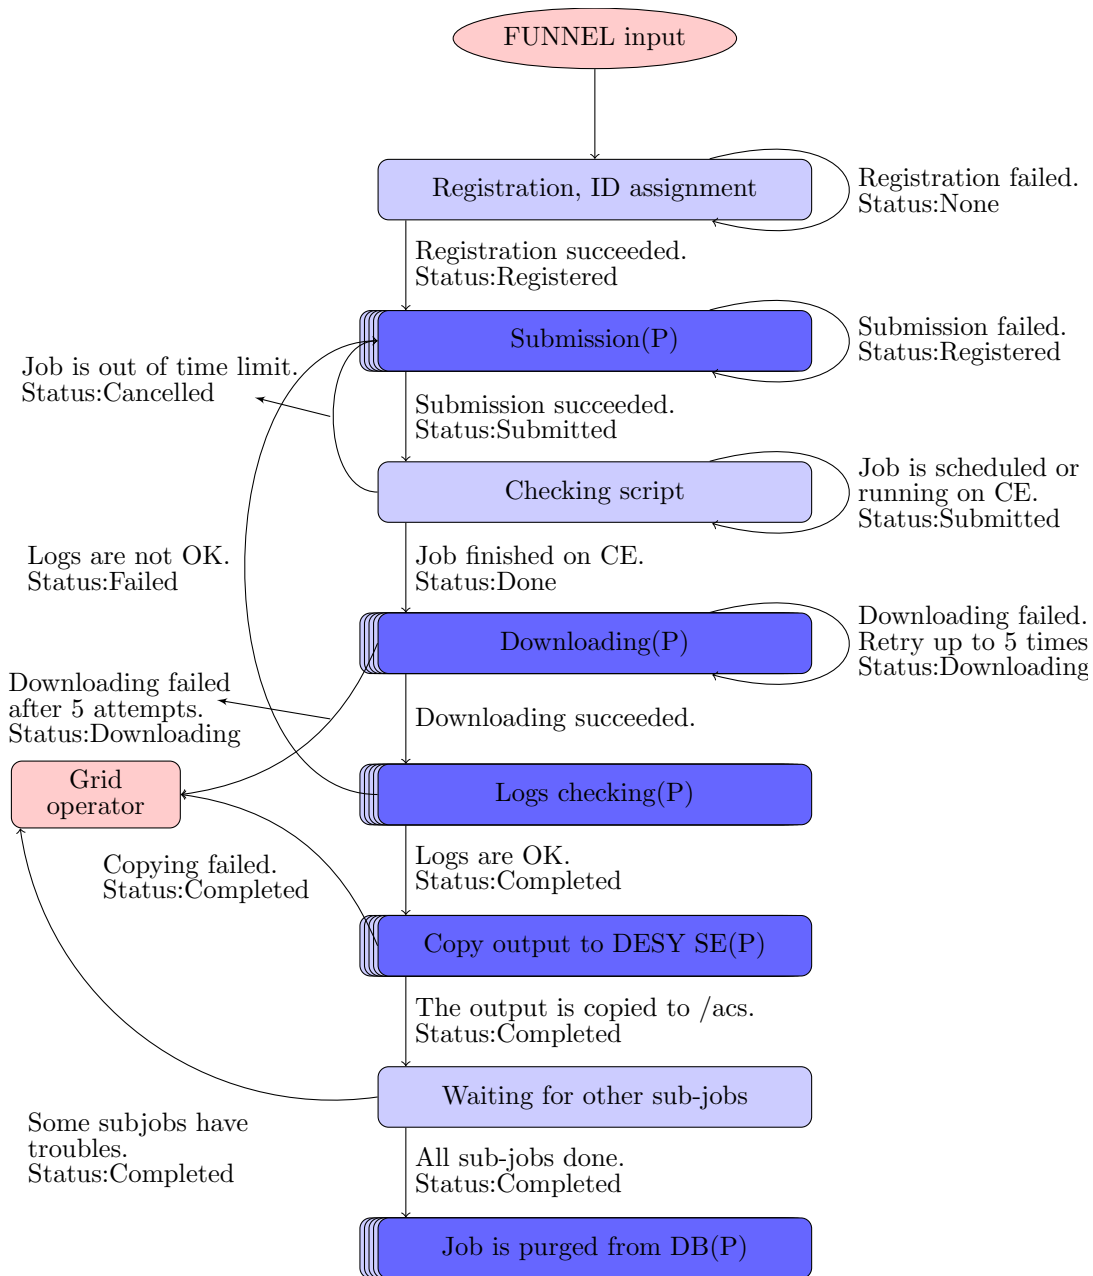 FUNNEL input
Registration, ID assignment
Registration failed.
Status:None
Registration succeeded.
Status:Registered
Submission(P)
Submission failed.
Status:Registered
Job is out of time limit.
Status:Cancelled
Submission succeeded.
Status:Submitted
Checking script
Job is scheduled or
running on CE.
Status:Submitted
Logs are not OK.
Status:Failed
Job finished on CE.
Status:Done
Downloading(P)
Downloading failed.
Retry up to 5 times
Status:Downloading
Downloading failed
after 5 attempts.
Status:Downloading
Downloading succeeded.
Grid
operator
Logs checking(P)
Copying failed.
Status:Completed
Logs are OK.
Status:Completed
Copy output to DESY SE(P)
The output is copied to /acs.
Status:Completed
Waiting for other sub-jobs
Some subjobs have
troubles.
Status:Completed
All sub-jobs done.
Status:Completed
Job is purged from DB(P)